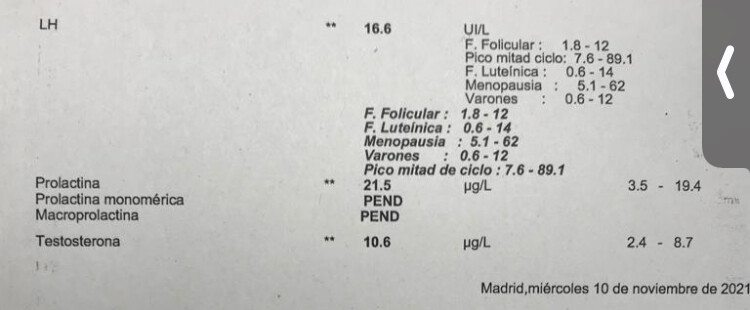 LH ** 16.6 UI/L
F. Folicular : 1.8 - 12
Pico mitad ciclo: 7.6 - 89.1
F. Luteínica : 0.6 - 14
Menopausia : 5.1 - 62
Varones : 0.6 - 12
F. Folicular : 1.8 - 12
F. Luteínica : 0.6 - 14
Menopausia : 5.1 - 62
Varones : 0.6 - 12
Pico mitad de ciclo : 7.6 - 89.1
Prolactina ** 21.5 µg/L 3.5 - 19.4
Prolactina monomérica PEND
Macroprolactina PEND
Testosterona ** 10.6 µg/L 2.4 - 8.7
Madrid,miércoles 10 de noviembre de 2021